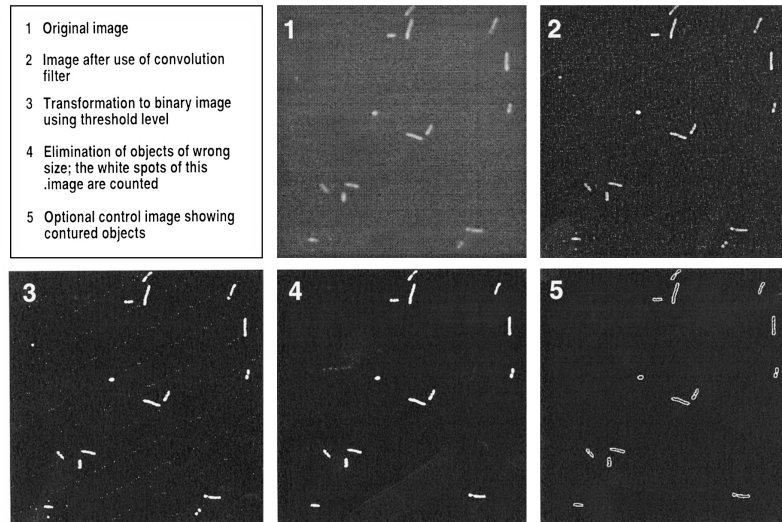 1 Original image
2 Image after use of convolution
filter
3 Transformation to binary image
using threshold level
4 Elimination of objects of wrong
size; the white spots of this
.image are counted
5 Optional control image showing
contured objects
1
2
3
4
5